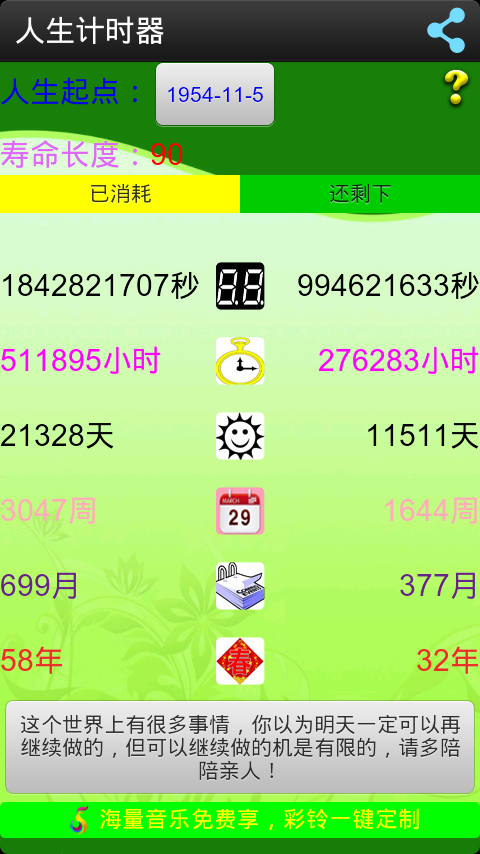 人生计时器
人生起点： 1954-11-5 ?
寿命长度：90
已消耗 还剩下
1842821707秒 88 994621633秒
511895小时 276283小时
21328天 11511天
3047周 MARCH 29 1644周
699月 377月
58年 春 32年
这个世界上有很多事情，你以为明天一定可以再
继续做的，但可以继续做的机是有限的，请多陪
陪亲人！
海量音乐免费享，彩铃一键定制